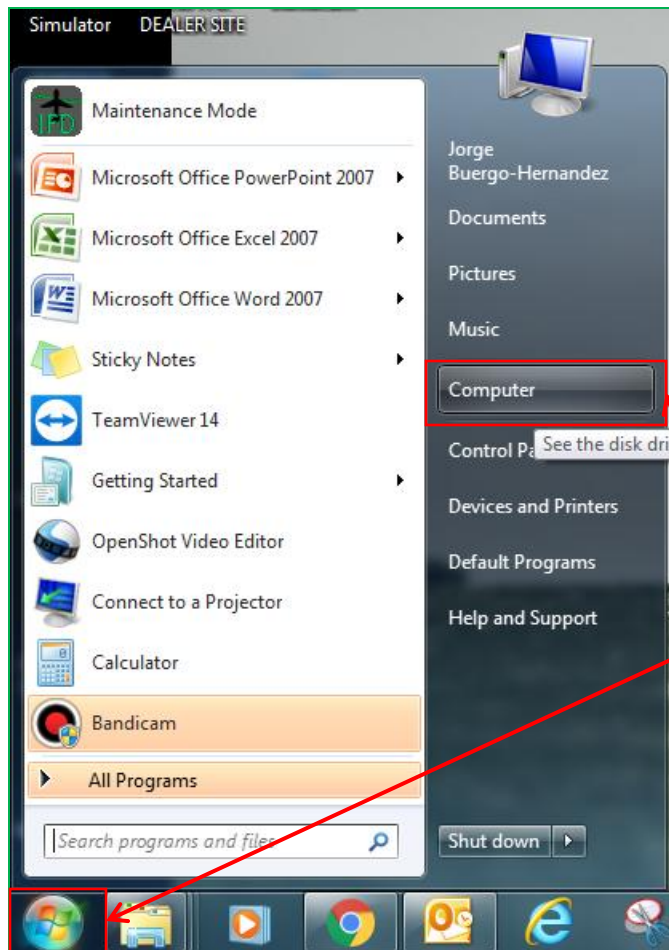 Simulator DEALER SITE
IFD
Maintenance Mode
Microsoft Office PowerPoint 2007
Microsoft Office Excel 2007
Microsoft Office Word 2007
Sticky Notes
TeamViewer 14
Getting Started
OpenShot Video Editor
Connect to a Projector
Calculator
Bandicam
All Programs
Search programs and files
Jorge
Buergo-Hernandez
Documents
Pictures
Music
Computer
Control Pa
See the disk dri
Devices and Printers
Default Programs
Help and Support
Shut down